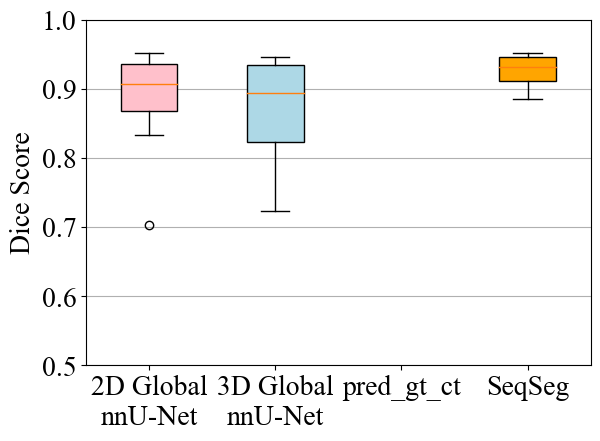 1.0
0.9
0.8
0.7
0.6
0.5
Dice Score
2D Global
nnU-Net
3D Global
nnU-Net
pred_gt_ct
SeqSeg